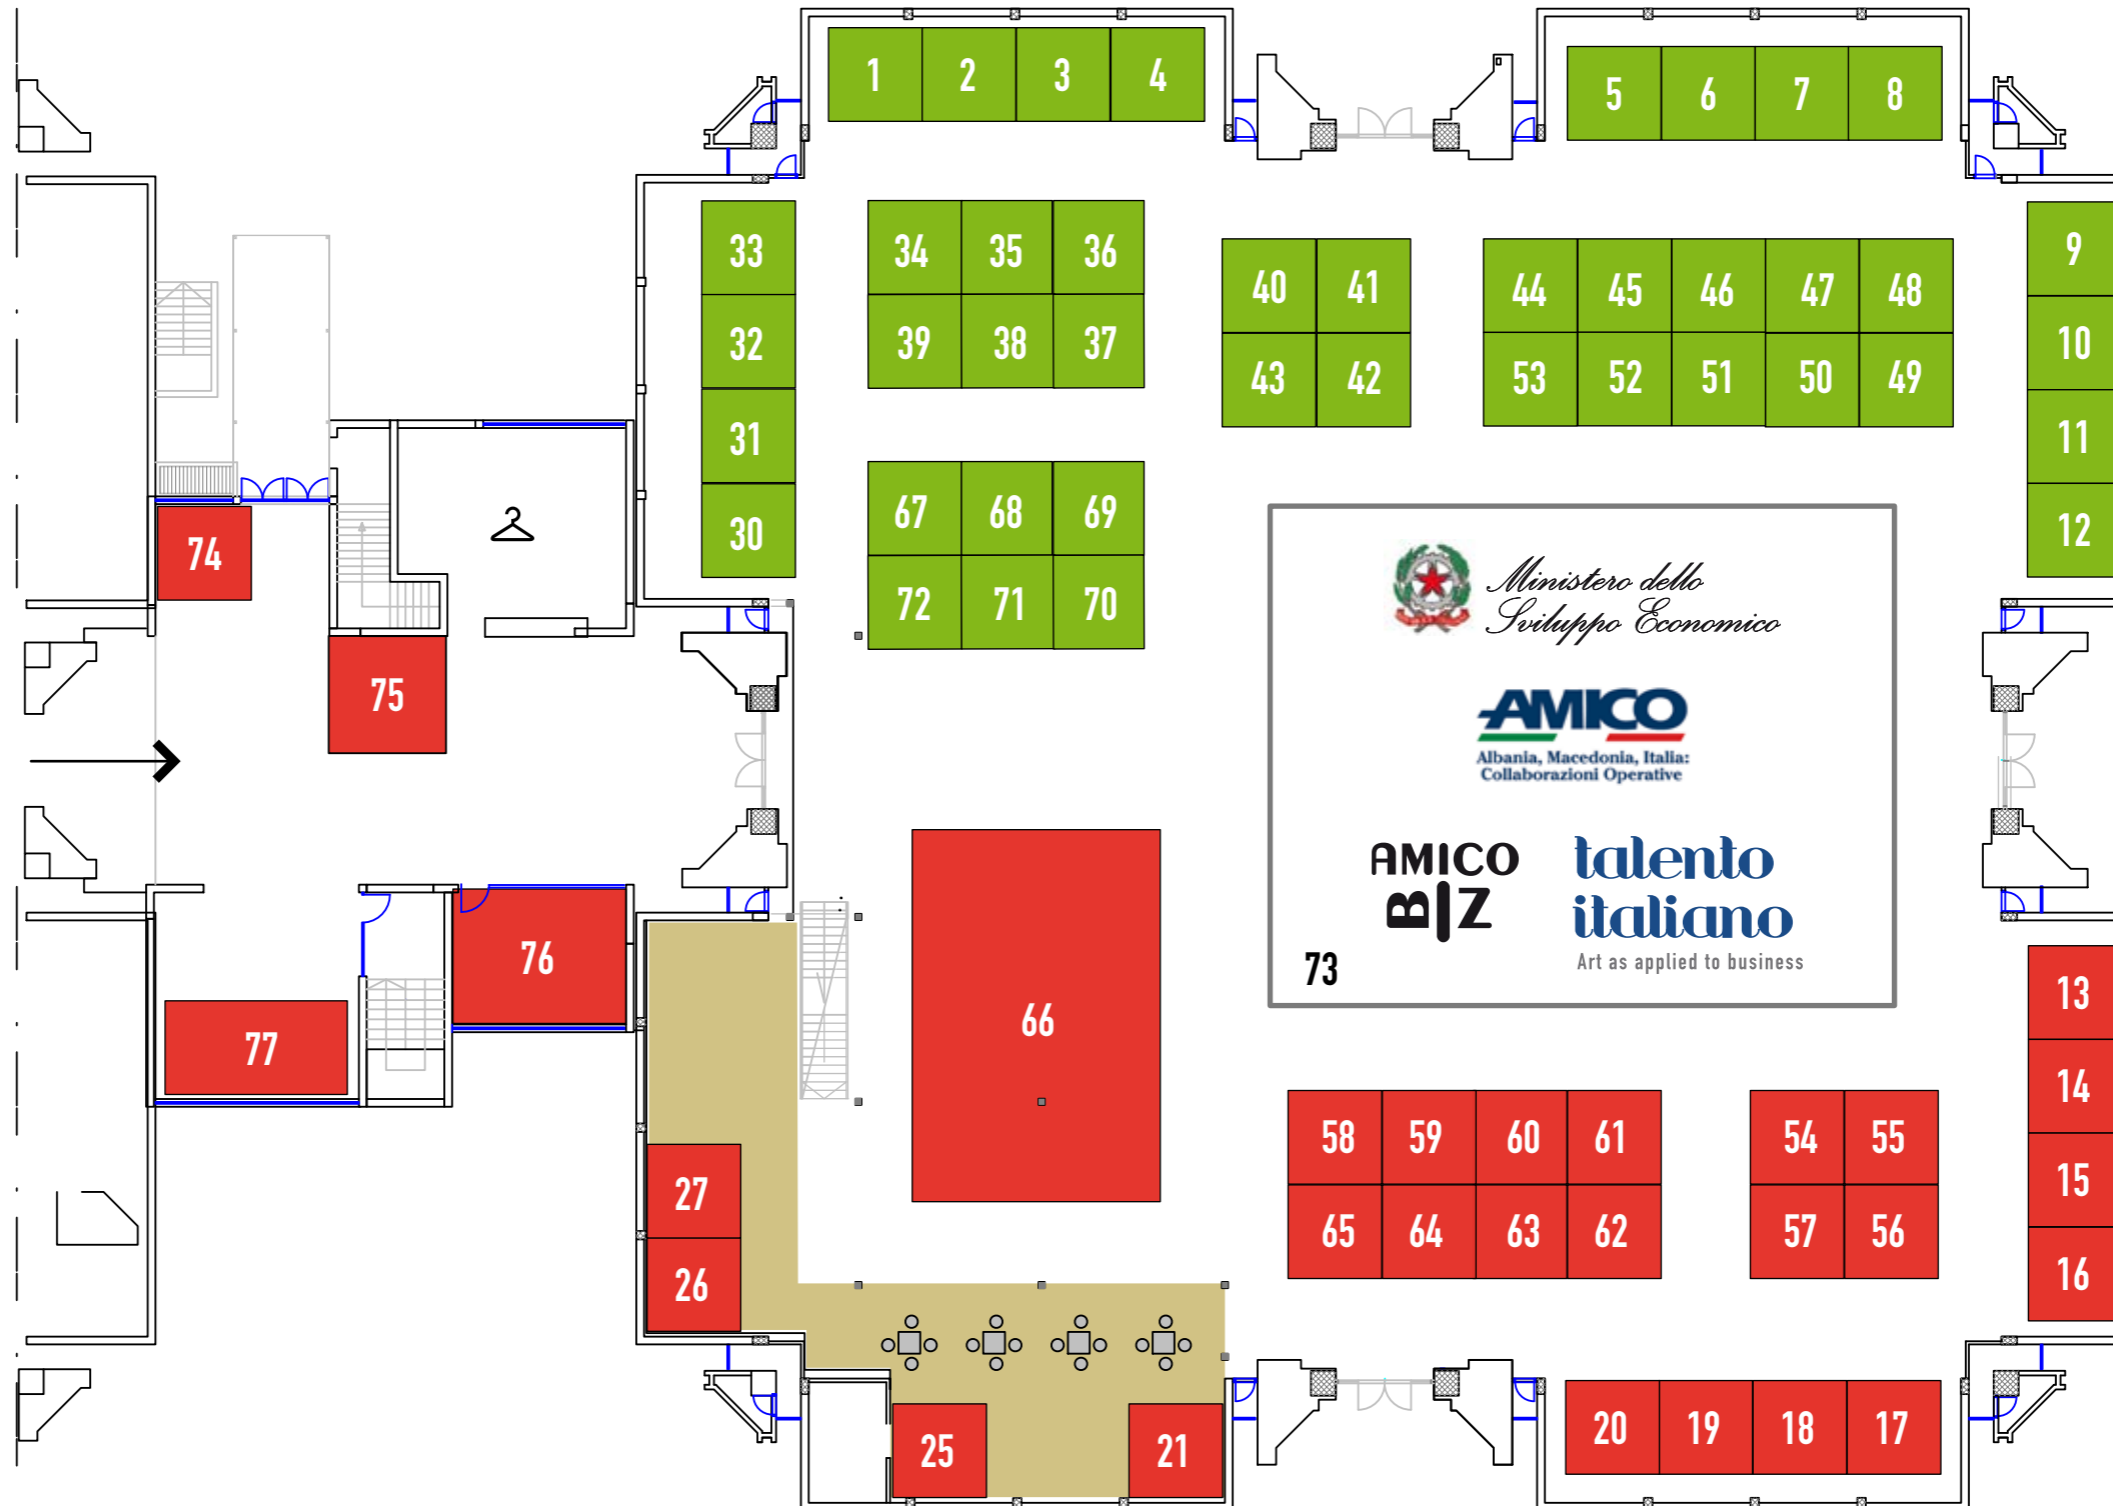 1 2 3 4
5 6 7 8
33
32
31
30
34 35 36
39 38 37
40 41
43 42
44 45 46 47 48
53 52 51 50 49
9
10
11
12
67 68 69
72 71 70
74
75
76
77
Ministero dello
Sviluppo Economico
AMICO
Albania, Macedonia, Italia:
Collaborazioni Operative
AMICO
BIZ
talento
italiano
Art as applied to business
73
66
13
14
15
16
58 59 60 61
65 64 63 62
54 55
57 56
27
26
25
21
20 19 18 17